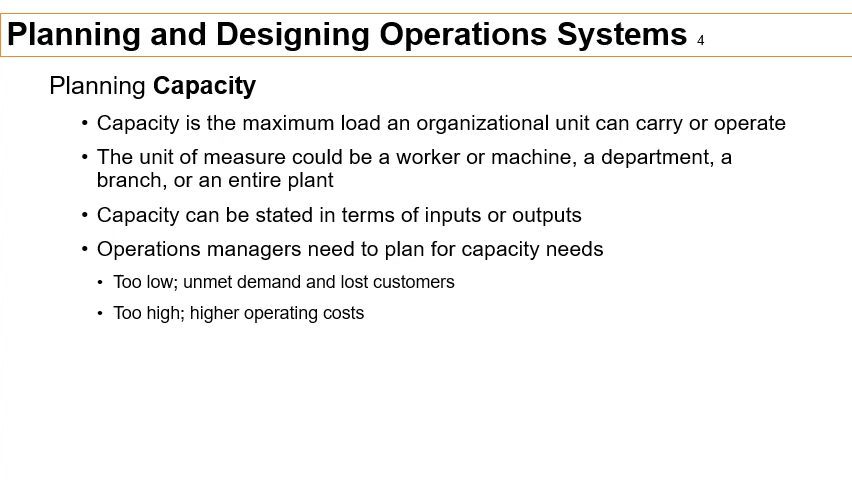 Planning and Designing Operations Systems 4
Planning Capacity
• Capacity is the maximum load an organizational unit can carry or operate
• The unit of measure could be a worker or machine, a department, a
branch, or an entire plant
• Capacity can be stated in terms of inputs or outputs
• Operations managers need to plan for capacity needs
• Too low; unmet demand and lost customers
• Too high; higher operating costs